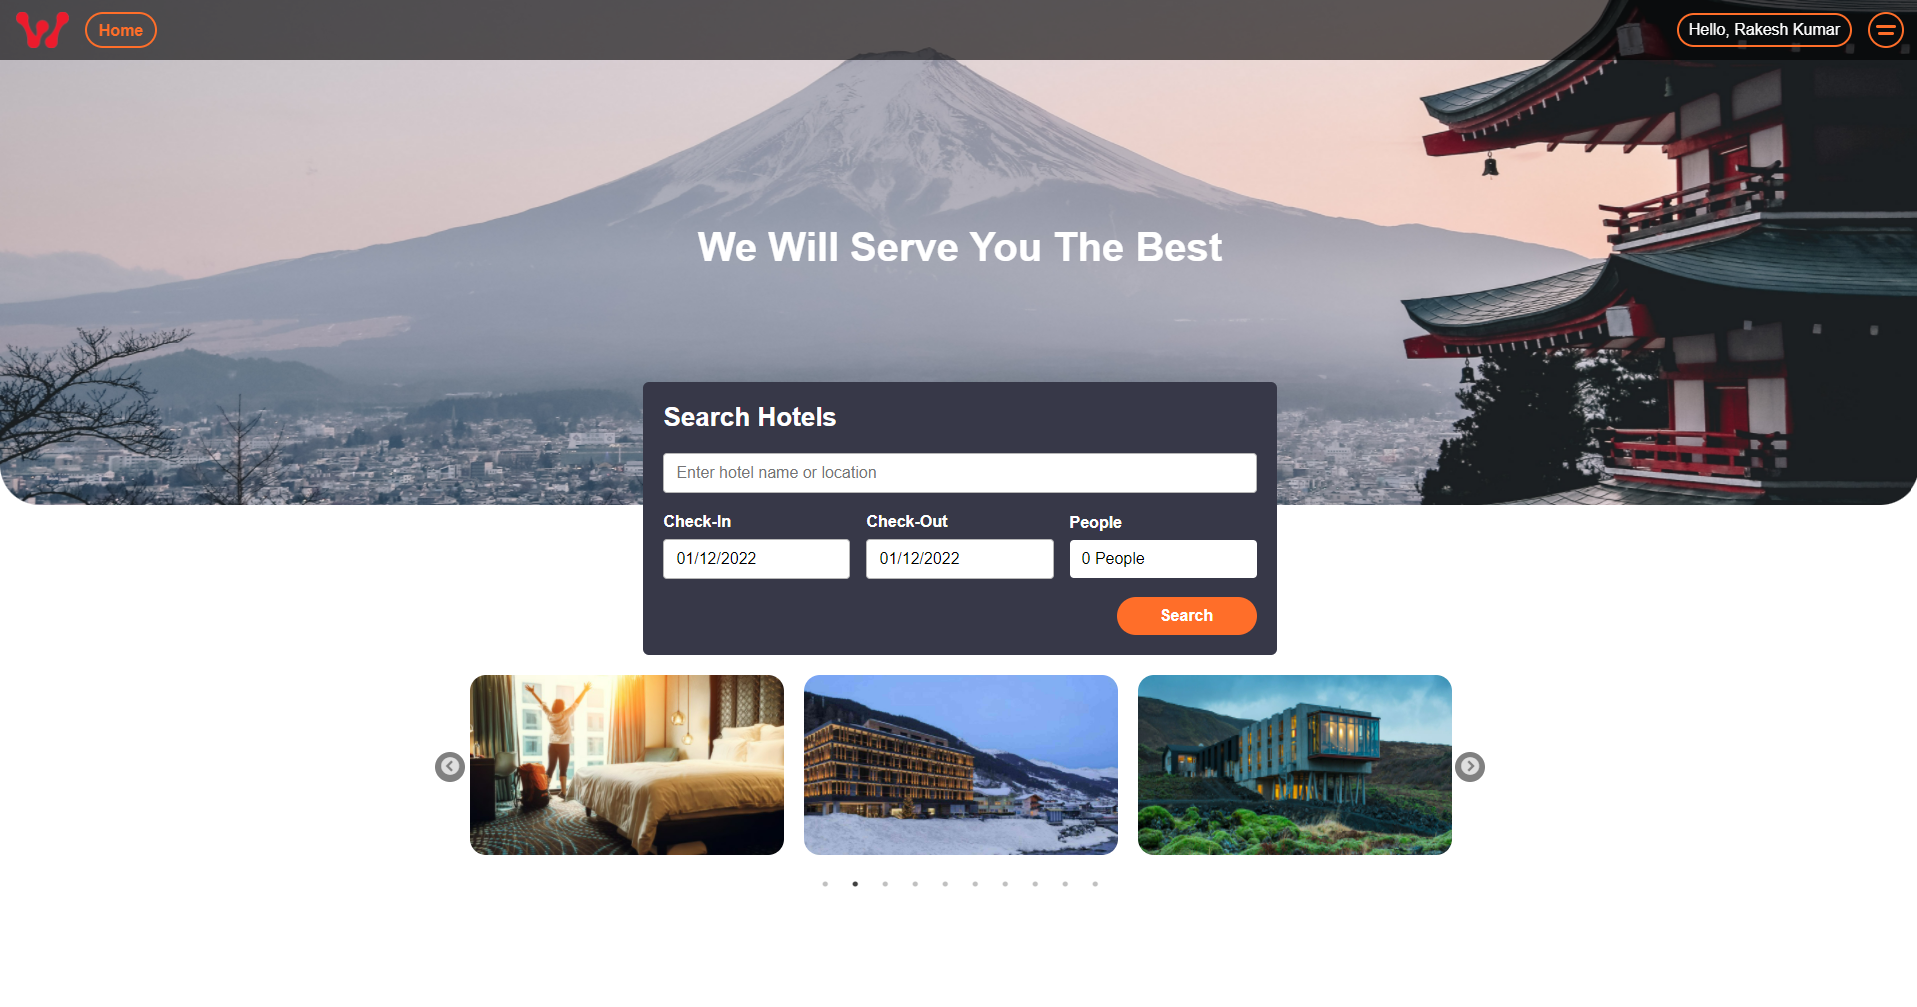 Home
Hello, Rakesh Kumar
We Will Serve You The Best
Search Hotels
Enter hotel name or location
Check-In
Check-Out
People
01/12/2022
01/12/2022
0 People
Search